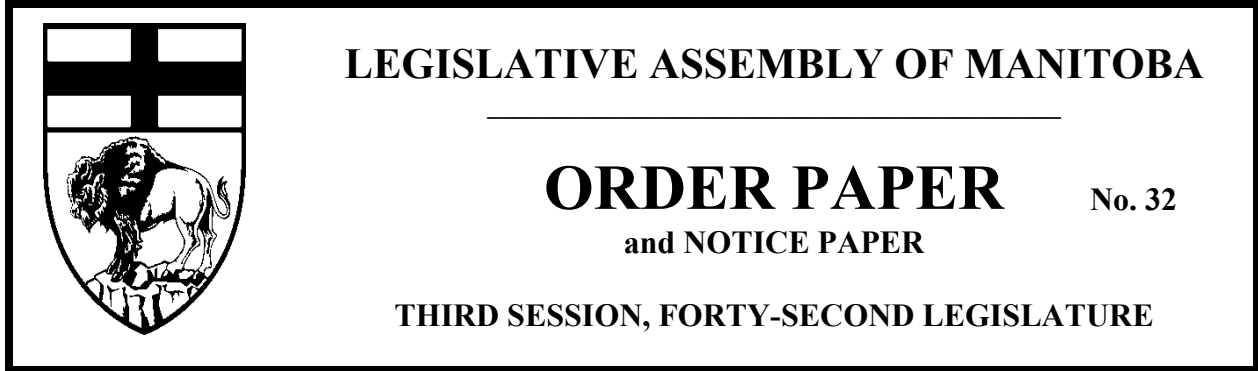 LEGISLATIVE ASSEMBLY OF MANITOBA
ORDER PAPER No. 32
and NOTICE PAPER
THIRD SESSION, FORTY-SECOND LEGISLATURE